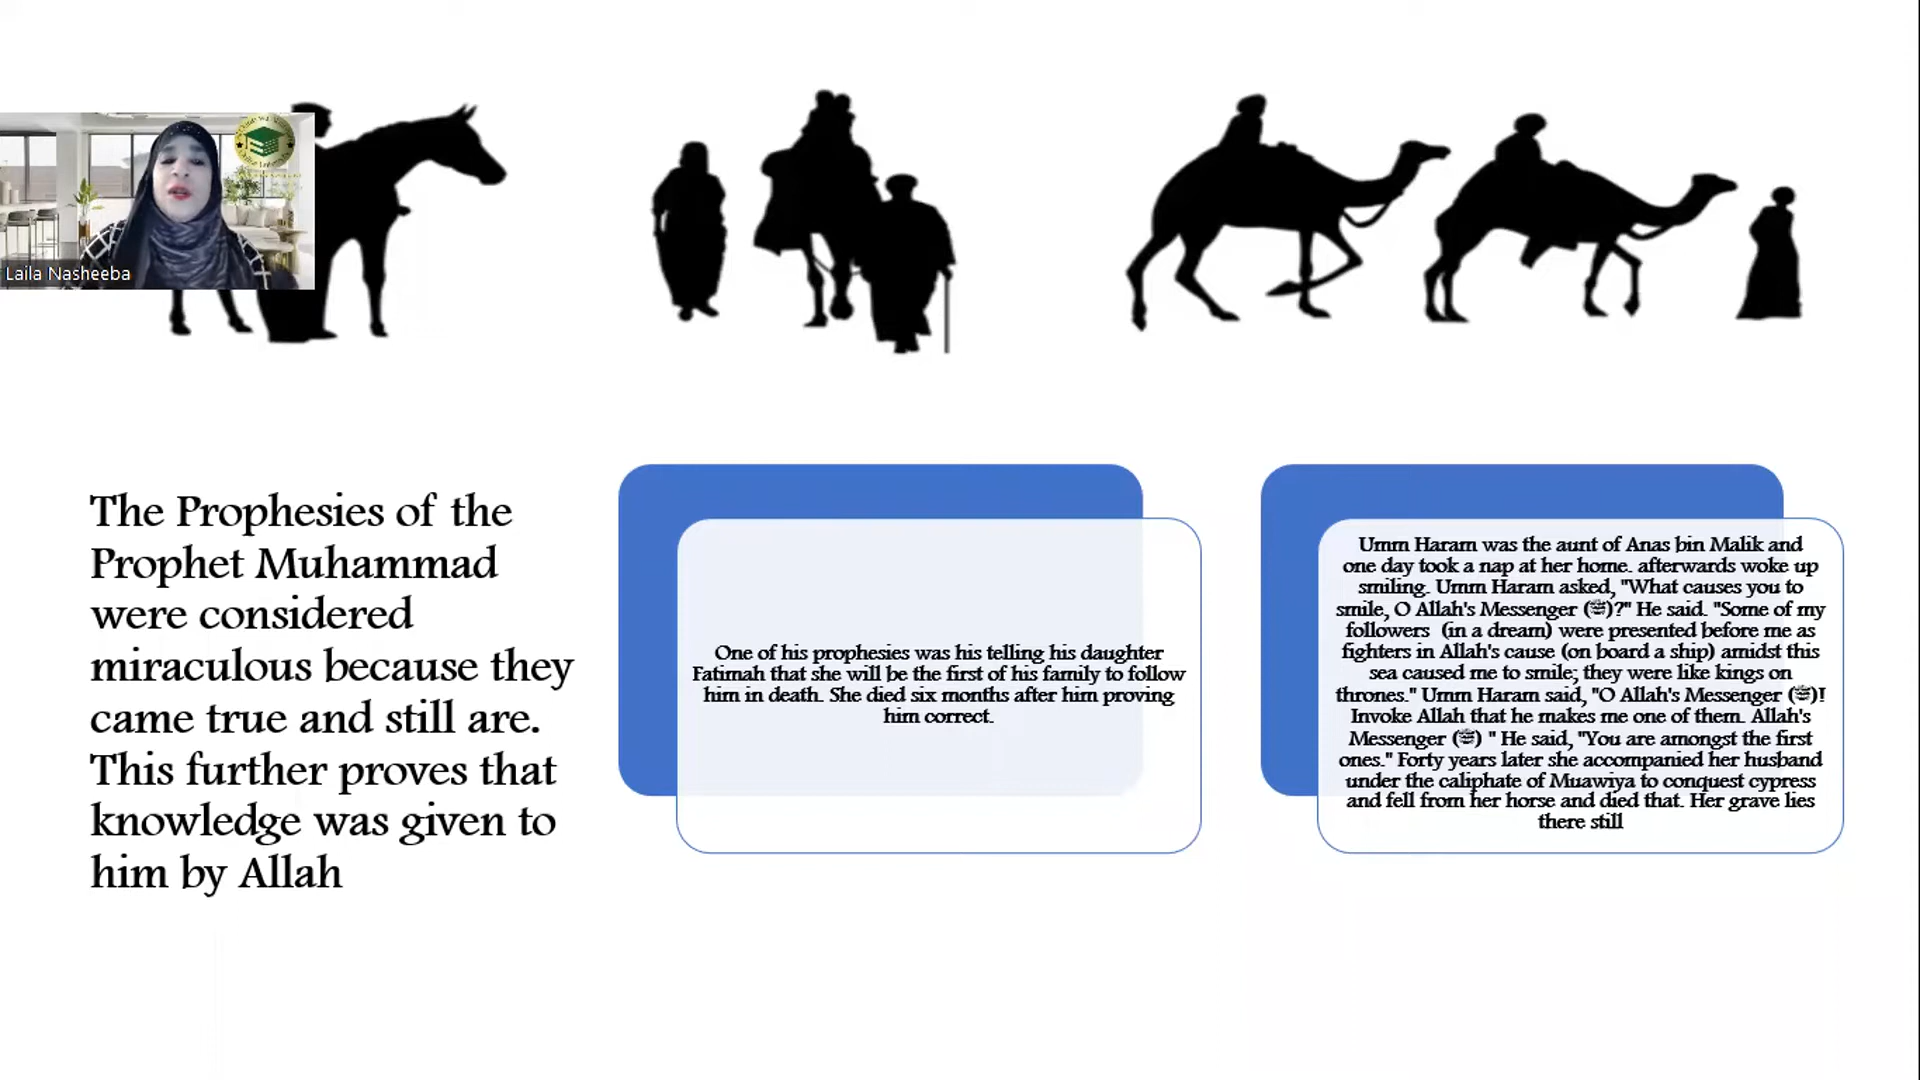 Laila Nasheeba
The Prophesies of the
Prophet Muhammad
were considered
miraculous because they
came true and still are.
This further proves that
knowledge was given to
him by Allah
One of his prophesies was his telling his daughter
Fatimah that she will be the first of his family to follow
him in death. She died six months after him proving
him correct.
Umm Haram was the aunt of Anas bin Malik and
one day took a nap at her home. afterwards woke up
smiling. Umm Haram asked, "What causes you to
smile, O Allah's Messenger (ﷺ)?" He said. "Some of my
followers (in a dream) were presented before me as
fighters in Allah's cause (on board a ship) amidst this
sea caused me to smile; they were like kings on
thrones." Umm Haram said, "O Allah's Messenger (ﷺ)!
Invoke Allah that he makes me one of them. Allah's
Messenger (ﷺ) " He said, "You are amongst the first
ones." Forty years later she accompanied her husband
under the caliphate of Muawiya to conquest cypress
and fell from her horse and died that. Her grave lies
there still